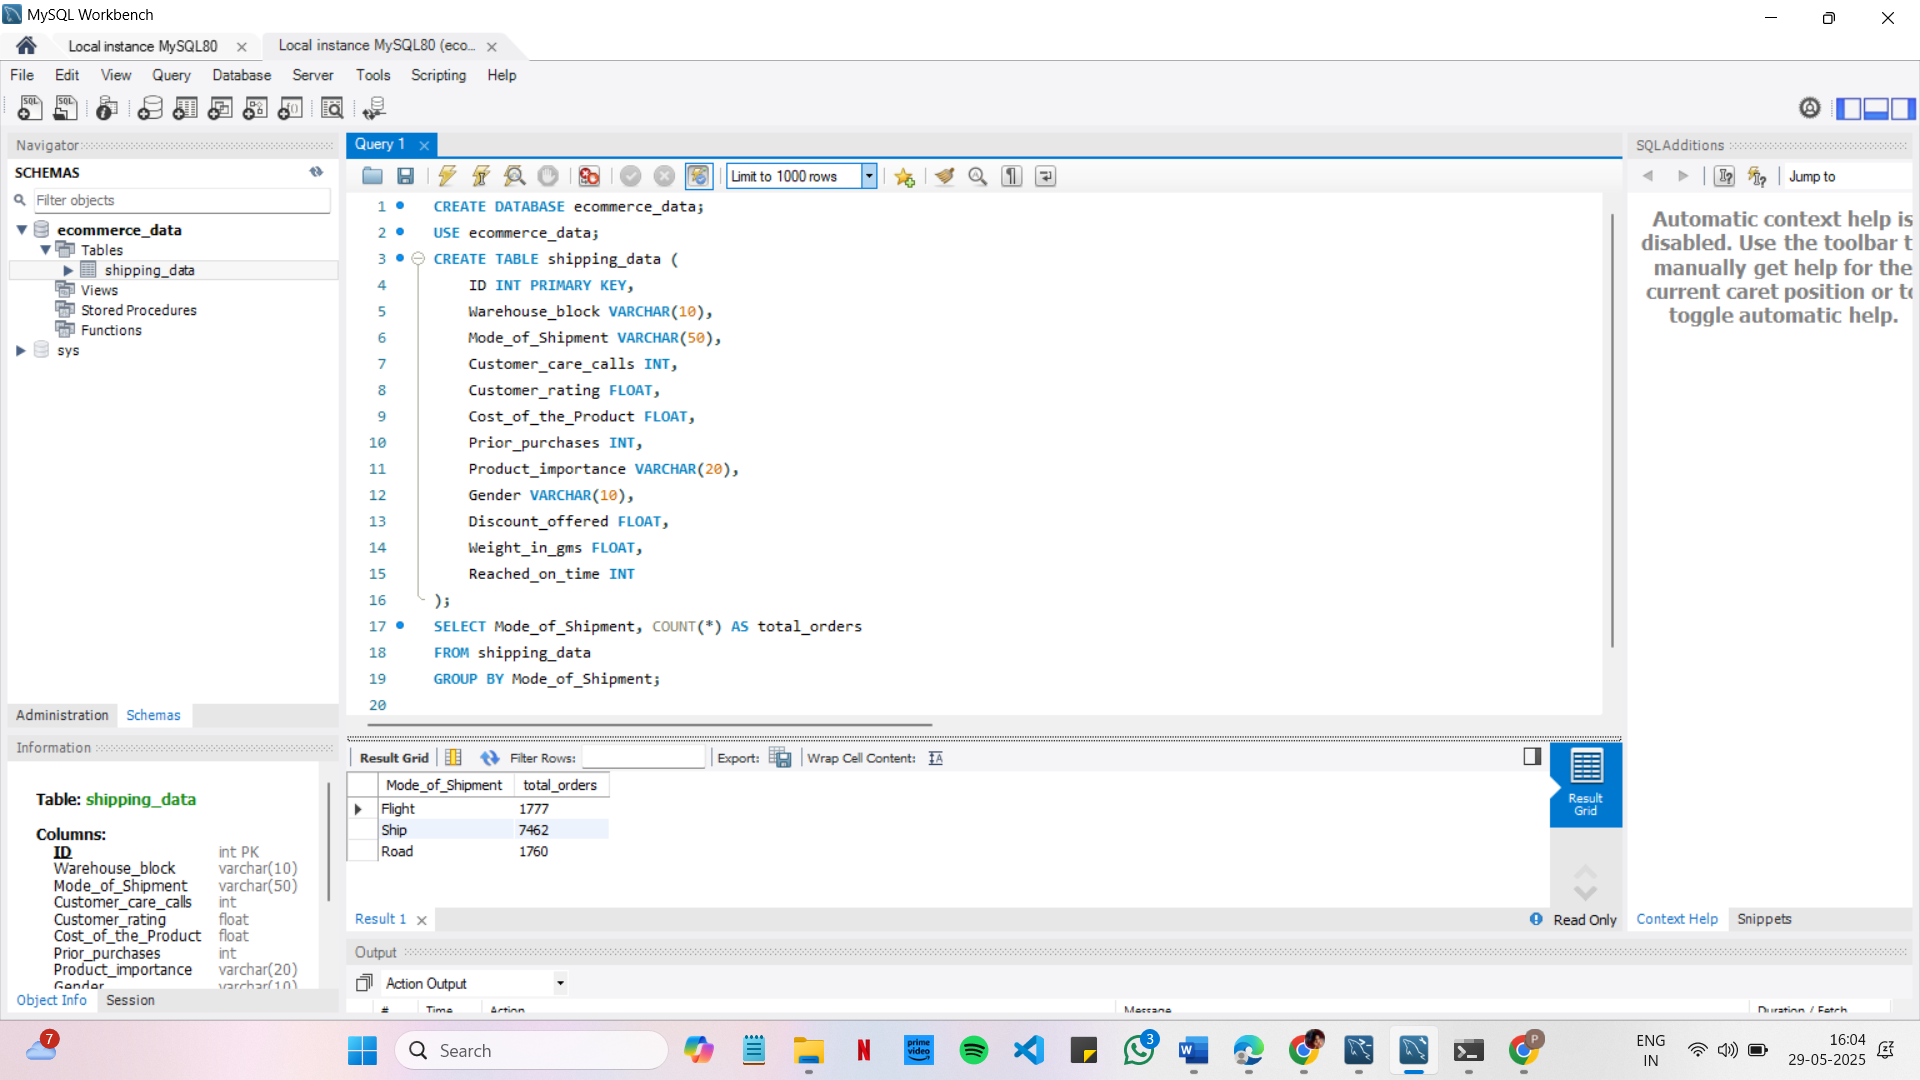 MySQL Workbench
Local instance MySQL80
Local instance MySQL80 (eco...
File Edit View Query Database Server Tools Scripting Help
Navigator
SCHEMAS
Filter objects
ecommerce_data
Tables
shipping_data
Views
Stored Procedures
Functions
sys
Administration Schemas
Information
Table: shipping_data
Columns:
ID int PK
Warehouse_block varchar(10)
Mode_of_Shipment varchar(50)
Customer_care_calls int
Customer_rating float
Cost_of_the_Product float
Prior_purchases int
Product_importance varchar(20)
Gender varchar(10)
Object Info Session
Query 1
Limit to 1000 rows
1 CREATE DATABASE ecommerce_data;
2 USE ecommerce_data;
3 CREATE TABLE shipping_data (
4 ID INT PRIMARY KEY,
5 Warehouse_block VARCHAR(10),
6 Mode_of_Shipment VARCHAR(50),
7 Customer_care_calls INT,
8 Customer_rating FLOAT,
9 Cost_of_the_Product FLOAT,
10 Prior_purchases INT,
11 Product_importance VARCHAR(20),
12 Gender VARCHAR(10),
13 Discount_offered FLOAT,
14 Weight_in_gms FLOAT,
15 Reached_on_time INT
16 );
17 SELECT Mode_of_Shipment, COUNT(*) AS total_orders
18 FROM shipping_data
19 GROUP BY Mode_of_Shipment;
20
Result Grid Filter Rows: Export: Wrap Cell Content:
Mode_of_Shipment total_orders
Flight 1777
Ship 7462
Road 1760
Result Grid
Result 1
Read Only
Output
Action Output
# Time Action Message Duration / Fetch
SQLAdditions
Jump to
Automatic context help is
disabled. Use the toolbar t
manually get help for the
current caret position or to
toggle automatic help.
Context Help Snippets
7
Search
prime video
3
P
ENG
IN
16:04
29-05-2025